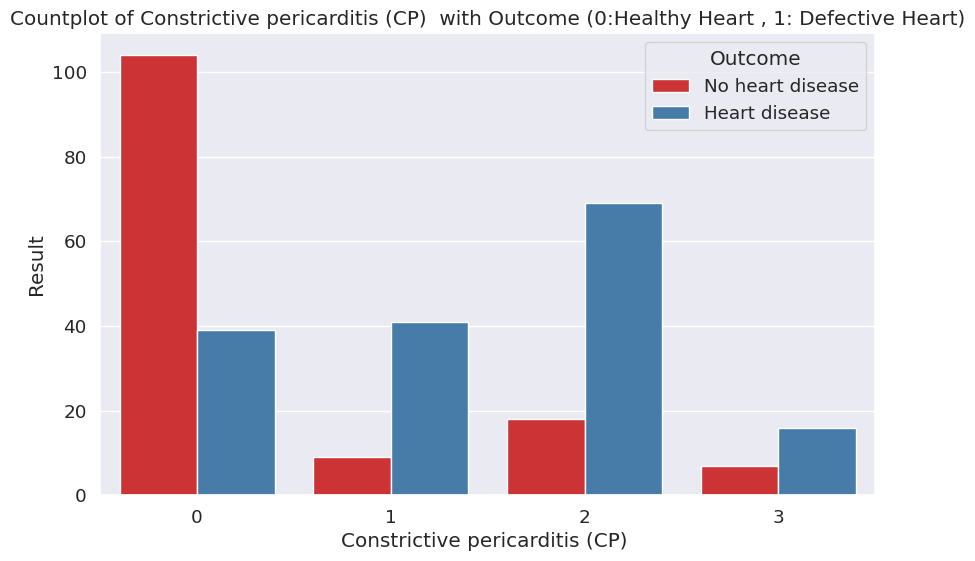 Countplot of Constrictive pericarditis (CP)  with Outcome (0:Healthy Heart , 1: Defective Heart)
Outcome
No heart disease
Heart disease
Result
100
80
60
40
20
0
0 1 2 3
Constrictive pericarditis (CP)